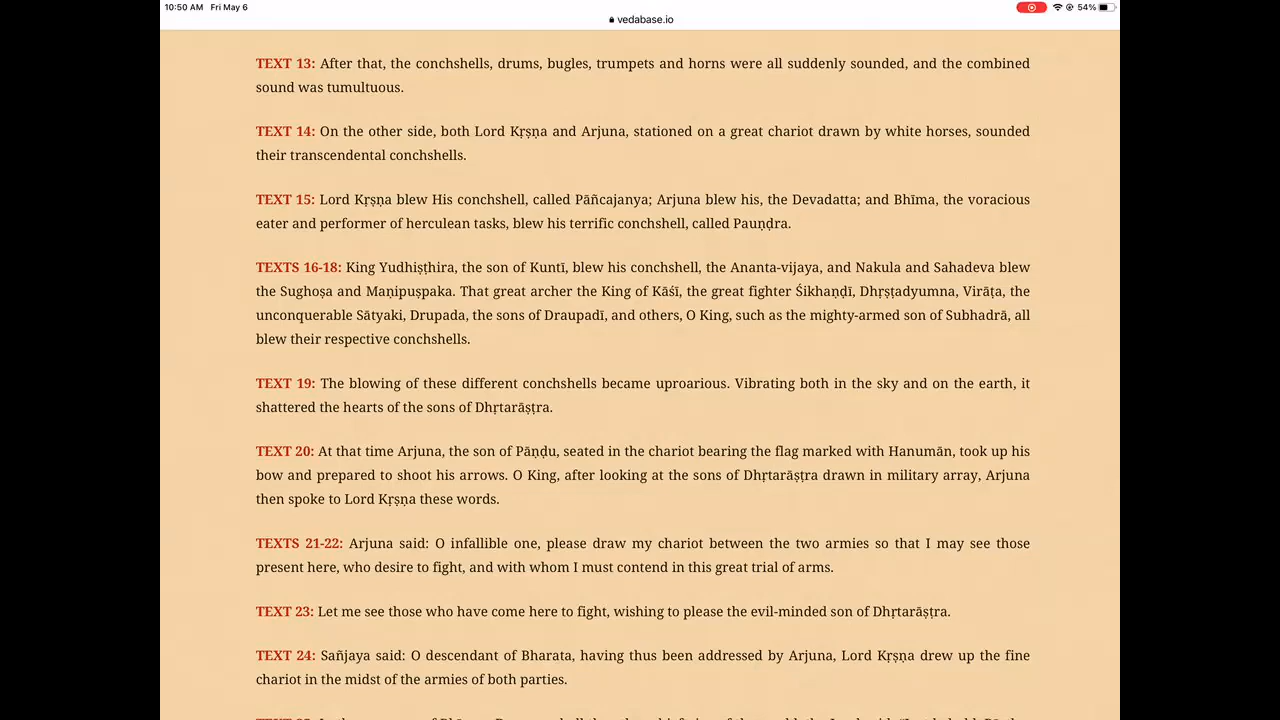 10:50 AM Fri May 6
54%
vedabase.io
TEXT 13: After that, the conchshells, drums, bugles, trumpets and horns were all suddenly sounded, and the combined
sound was tumultuous.
TEXT 14: On the other side, both Lord Kṛṣṇa and Arjuna, stationed on a great chariot drawn by white horses, sounded
their transcendental conchshells.
TEXT 15: Lord Kṛṣṇa blew His conchshell, called Pāñcajanya; Arjuna blew his, the Devadatta; and Bhīma, the voracious
eater and performer of herculean tasks, blew his terrific conchshell, called Pauṇḍra.
TEXTS 16-18: King Yudhiṣṭhira, the son of Kuntī, blew his conchshell, the Ananta-vijaya, and Nakula and Sahadeva blew
the Sughoṣa and Maṇipuṣpaka. That great archer the King of Kāśī, the great fighter Śikhaṇḍī, Dhṛṣṭadyumna, Virāṭa, the
unconquerable Sātyaki, Drupada, the sons of Draupadī, and others, O King, such as the mighty-armed son of Subhadrā, all
blew their respective conchshells.
TEXT 19: The blowing of these different conchshells became uproarious. Vibrating both in the sky and on the earth, it
shattered the hearts of the sons of Dhṛtarāṣṭra.
TEXT 20: At that time Arjuna, the son of Pāṇḍu, seated in the chariot bearing the flag marked with Hanumān, took up his
bow and prepared to shoot his arrows. O King, after looking at the sons of Dhṛtarāṣṭra drawn in military array, Arjuna
then spoke to Lord Kṛṣṇa these words.
TEXTS 21-22: Arjuna said: O infallible one, please draw my chariot between the two armies so that I may see those
present here, who desire to fight, and with whom I must contend in this great trial of arms.
TEXT 23: Let me see those who have come here to fight, wishing to please the evil-minded son of Dhṛtarāṣṭra.
TEXT 24: Sañjaya said: O descendant of Bharata, having thus been addressed by Arjuna, Lord Kṛṣṇa drew up the fine
chariot in the midst of the armies of both parties.